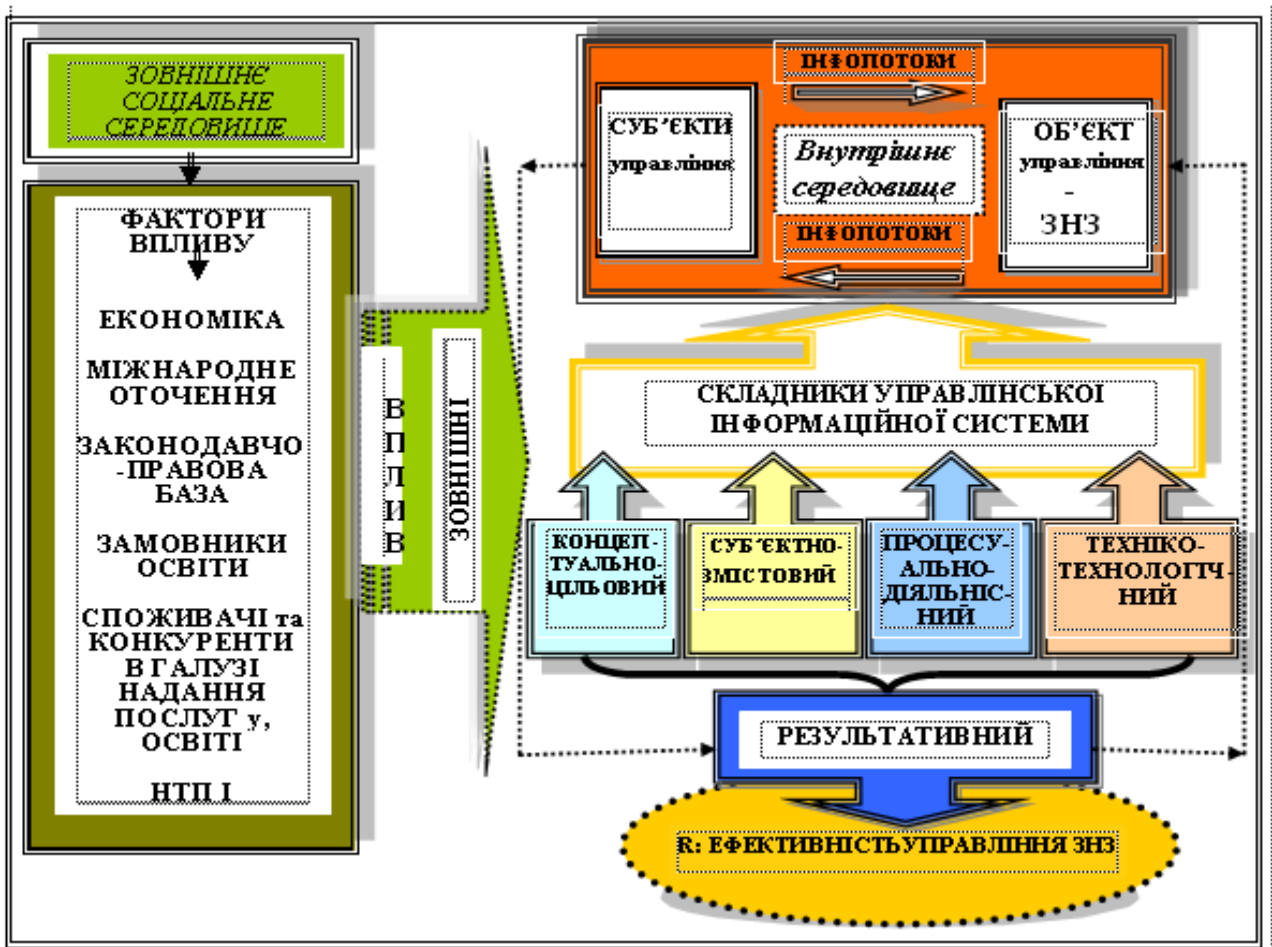 ЗОВНІШНЄ
СОЦІАЛЬНЕ
СЕРЕДОВИЩЕ
ФАКТОРИ
ВПЛИВУ
ЕКОНОМІКА
МІЖНАРОДНЕ
ОТОЧЕННЯ
ЗАКОНОДАВЧО
-ПРАВОВА
БАЗА
ЗАМОВНИКИ
ОСВІТИ
СПОЖИВАЧІ та
КОНКУРЕНТИ
В ГАЛУЗІ
НАДАННЯ
ПОСЛУГ у,
ОСВІТІ
НТП І
ВПЛИВ
ЗОВНІШНІ
ІНФОПОТОКИ
СУБ’ЄКТИ
управління
Внутрішнє
середовище
ОБ’ЄКТ
управління
-
ЗНЗ
ІНФОПОТОКИ
СКЛАДНИКИ УПРАВЛІНСЬКОЇ
ІНФОРМАЦІЙНОЇ СИСТЕМИ
КОНЦЕП-
ТУАЛЬНО-
ЦІЛЬОВИЙ
СУБ’ЄКТНО-
ЗМІСТОВИЙ
ПРОЦЕСУ-
АЛЬНО-
ДІЯЛЬНІС-
НИЙ
ТЕХНІКО-
ТЕХНОЛОГІЧ-
НИЙ
РЕЗУЛЬТАТИВНИЙ
R: ЕФЕКТИВНІСТЬ УПРАВЛІННЯ ЗНЗ